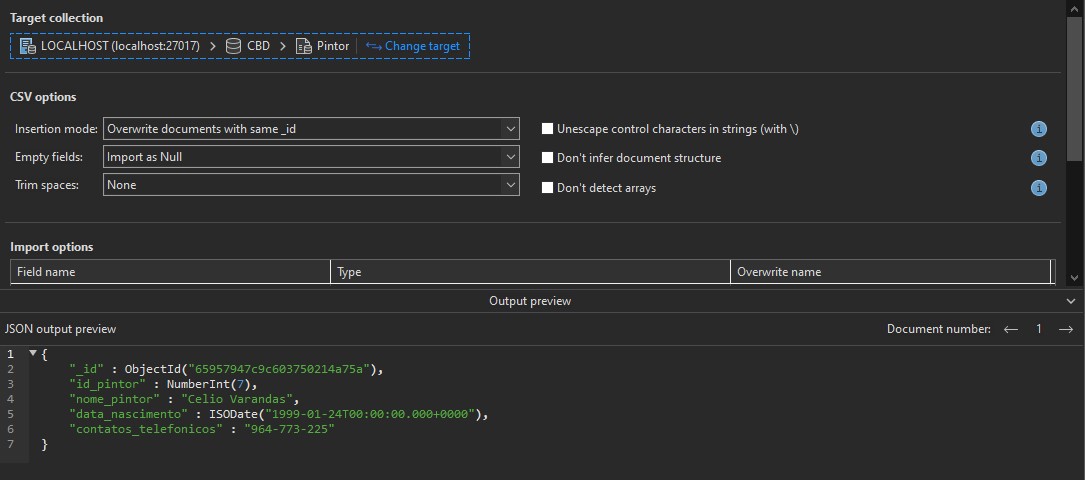 Target collection
LOCALHOST (localhost:27017) > CBD > Pintor Change target
CSV options
Insertion mode: Overwrite documents with same _id
Unescape control characters in strings (with \)
Empty fields: Import as Null
Don't infer document structure
Trim spaces: None
Don't detect arrays
Import options
Field name Type Overwrite name
Output preview
JSON output preview Document number: ← 1 →
1 {
2 "_id" : ObjectId("65957947c9c603750214a75a"),
3 "id_pintor" : NumberInt(7),
4 "nome_pintor" : "Celio Varandas",
5 "data_nascimento" : ISODate("1999-01-24T00:00:00.000+0000"),
6 "contatos_telefonicos" : "964-773-225"
7 }